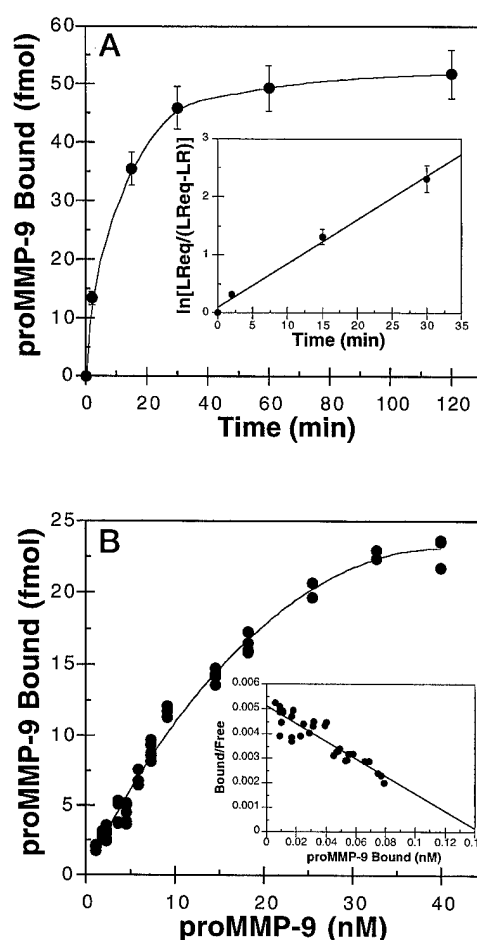 A
proMMP-9 Bound (fmol)
60
50
40
30
20
10
0
ln[LReq/(LReq-LR)]
3
2
1
0
0 5 10 15 20 25 30 35
Time (min)
0 20 40 60 80 100 120
Time (min)
B
proMMP-9 Bound (fmol)
25
20
15
10
5
0
Bound/Free
0.006
0.005
0.004
0.003
0.002
0.001
0
0 0.02 0.04 0.06 0.08 0.1 0.12 0.1
proMMP-9 Bound (nM)
0 10 20 30 40
proMMP-9 (nM)